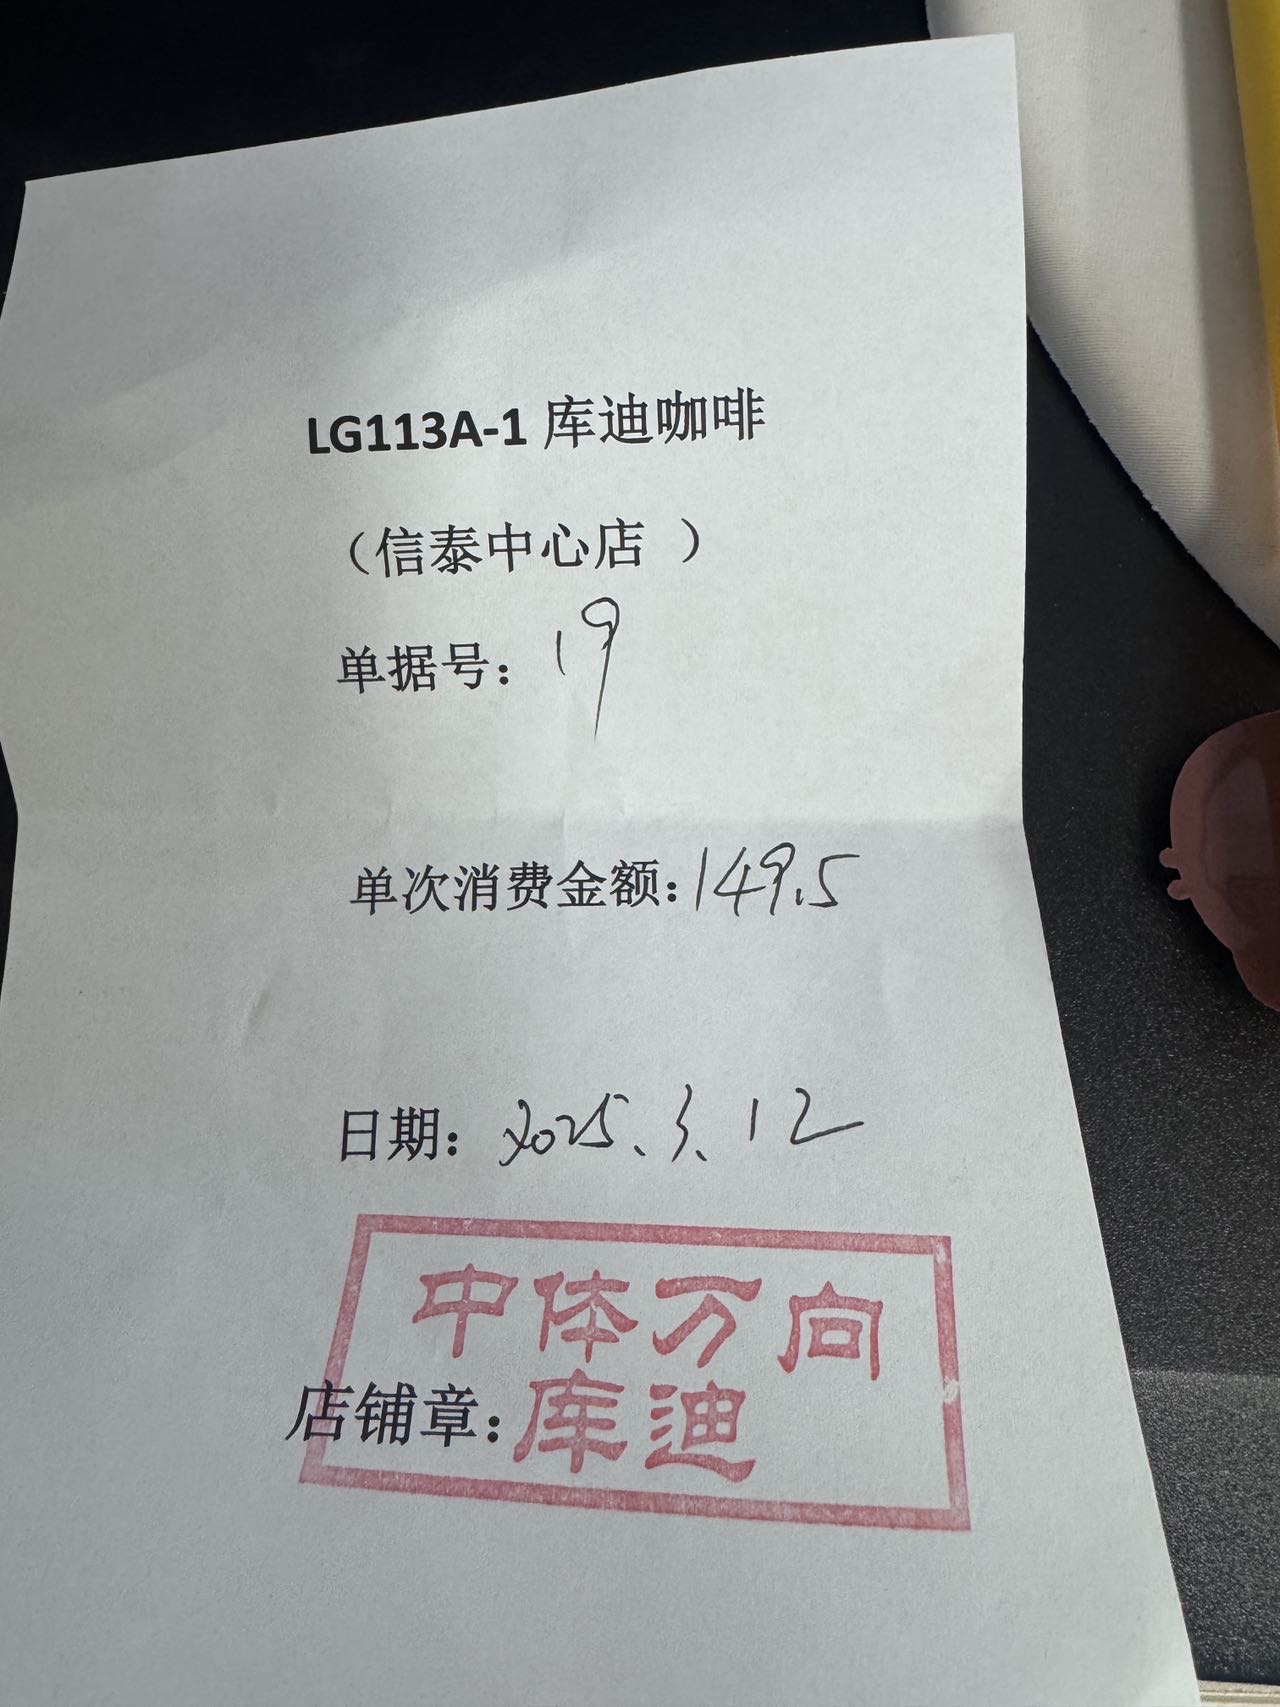 LG113A-1 库迪咖啡
（信泰中心店 ）
单据号：19
单次消费金额:149.5
日期：2025.3.12
中体万向
店铺章：库迪